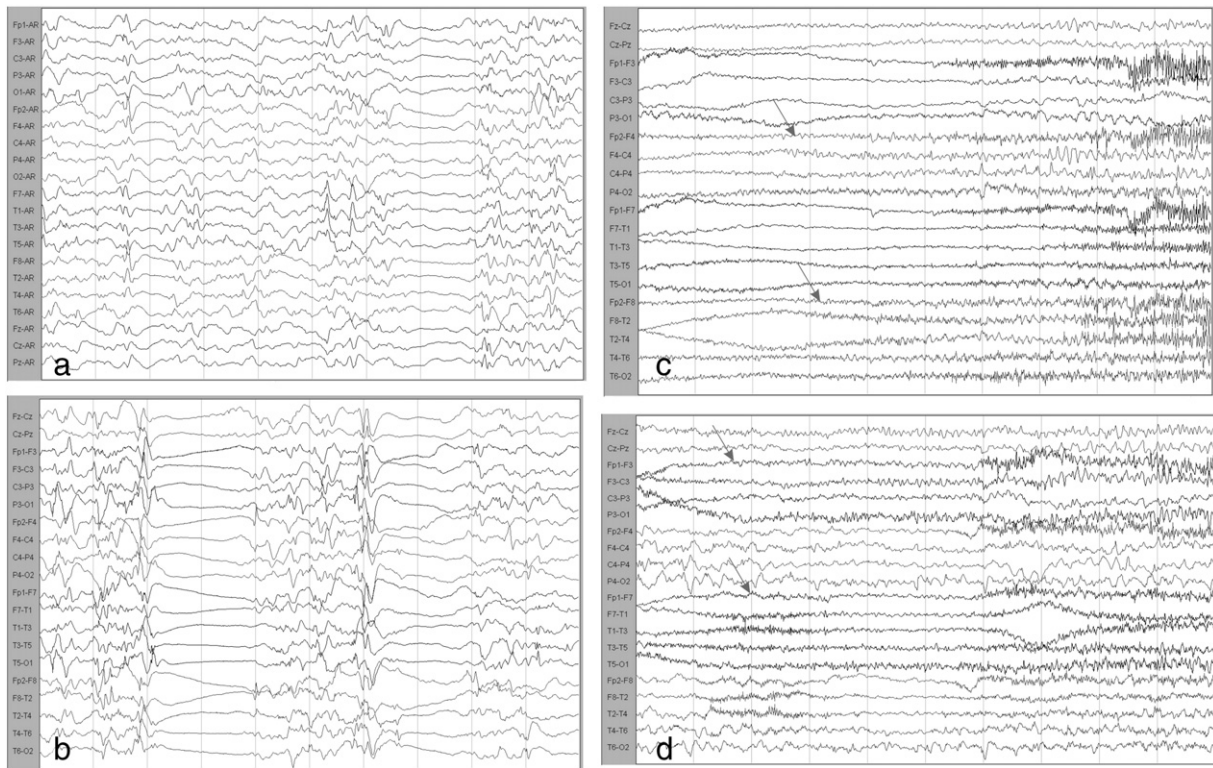 Fp1-AR
F3-AR
C3-AR
P3-AR
O1-AR
Fp2-AR
F4-AR
C4-AR
P4-AR
O2-AR
F7-AR
T1-AR
T3-AR
T5-AR
F8-AR
T2-AR
T4-AR
T6-AR
Fz-AR
Cz-AR
Pz-AR
a
Fz-Cz
Cz-Pz
Fp1-F3
F3-C3
C3-P3
P3-O1
Fp2-F4
F4-C4
C4-P4
P4-O2
Fp1-F7
F7-T1
T1-T3
T3-T5
T5-O1
Fp2-F8
F8-T2
T2-T4
T4-T6
T6-O2
b
Fz-Cz
Cz-Pz
Fp1-F3
F3-C3
C3-P3
P3-O1
Fp2-F4
F4-C4
C4-P4
P4-O2
Fp1-F7
F7-T1
T1-T3
T3-T5
T5-O1
Fp2-F8
F8-T2
T2-T4
T4-T6
T6-O2
c
Fz-Cz
Cz-Pz
Fp1-F3
F3-C3
C3-P3
P3-O1
Fp2-F4
F4-C4
C4-P4
P4-O2
Fp1-F7
F7-T1
T1-T3
T3-T5
T5-O1
Fp2-F8
F8-T2
T2-T4
T4-T6
T6-O2
d